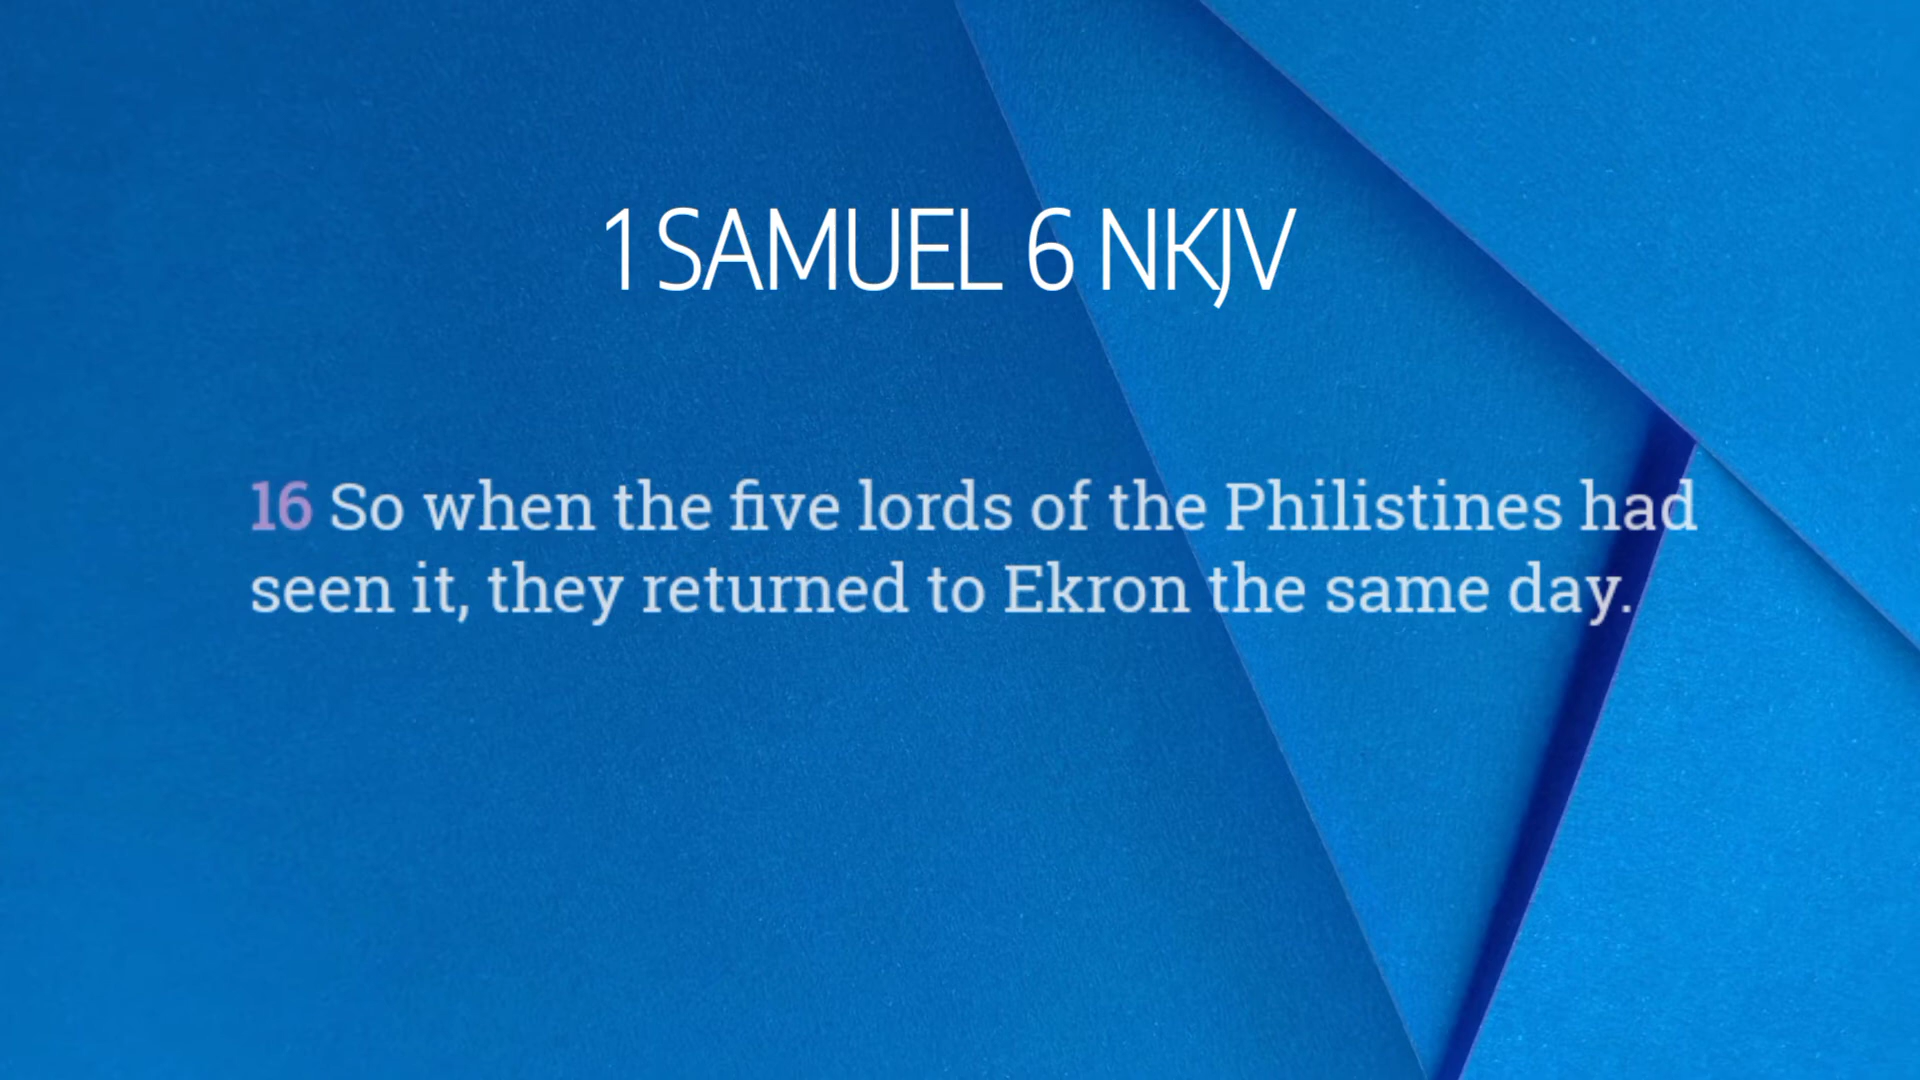 1 SAMUEL 6 NKJV
16 So when the five lords of the Philistines had
seen it, they returned to Ekron the same day.